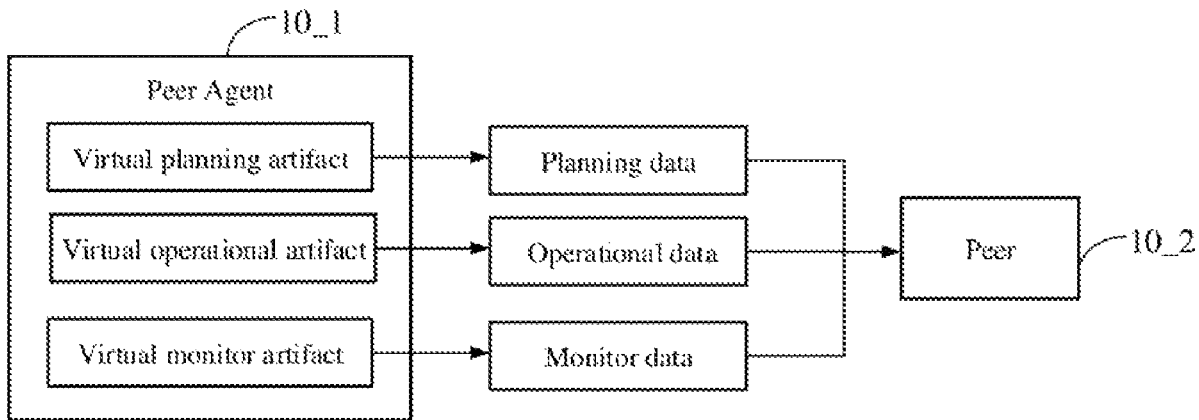 10_1
Peer Agent
Virtual planning artifact
Planning data
Virtual operational artifact
Operational data
Peer
10_2
Virtual monitor artifact
Monitor data